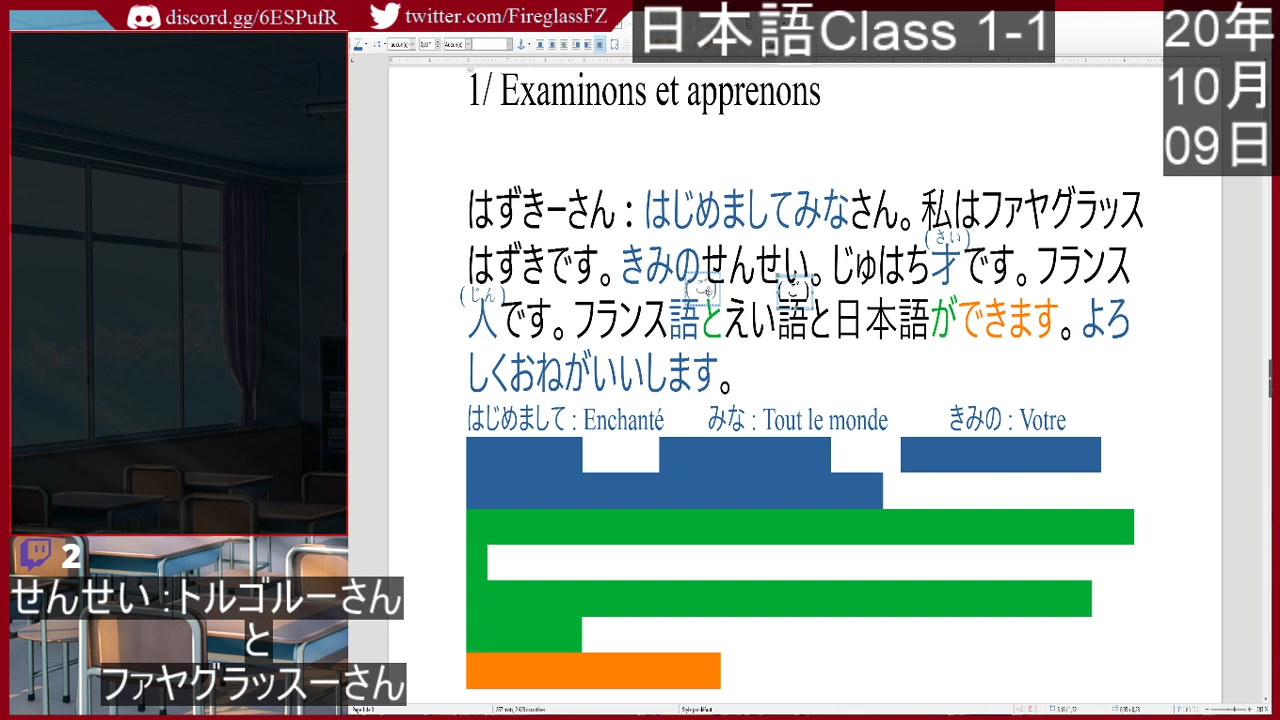 discord.gg/6ESPufR
twitter.com/FireglassFZ
日本語Class 1-1
20年
10月
09日
1/ Examinons et apprenons
はずきーさん : はじめましてみなさん。私はファヤグラッス
(さい)
はずきです。きみのせんせい。じゅはち才です。フランス
(じん)
(ご)
(ご)
人です。フランス語とえい語と日本語ができます。よろ
しくおねがいいします。
はじめまして : Enchanté
みな : Tout le monde
きみの : Votre
2
せんせい :トルゴルーさん
と
ファヤグラッスーさん